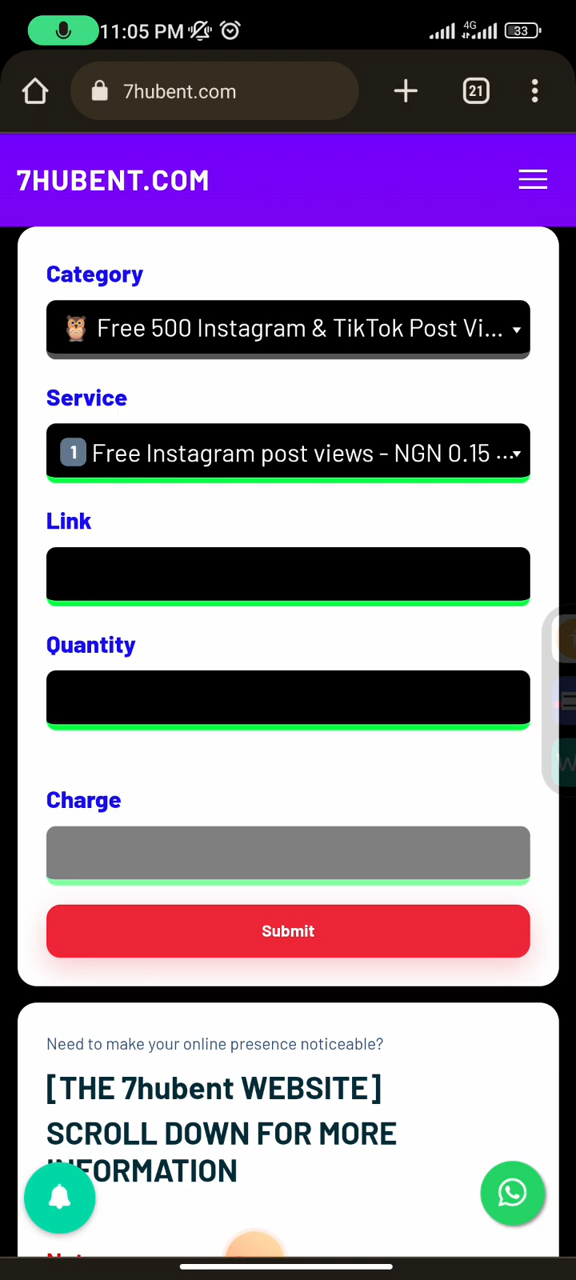 11:05 PM
4G
33
7hubent.com
21
7HUBENT.COM
Category
Free 500 Instagram & TikTok Post Vi...
Service
1 Free Instagram post views - NGN 0.15 ...
Link
Quantity
Charge
Submit
Need to make your online presence noticeable?
[THE 7hubent WEBSITE]
SCROLL DOWN FOR MORE
INFORMATION